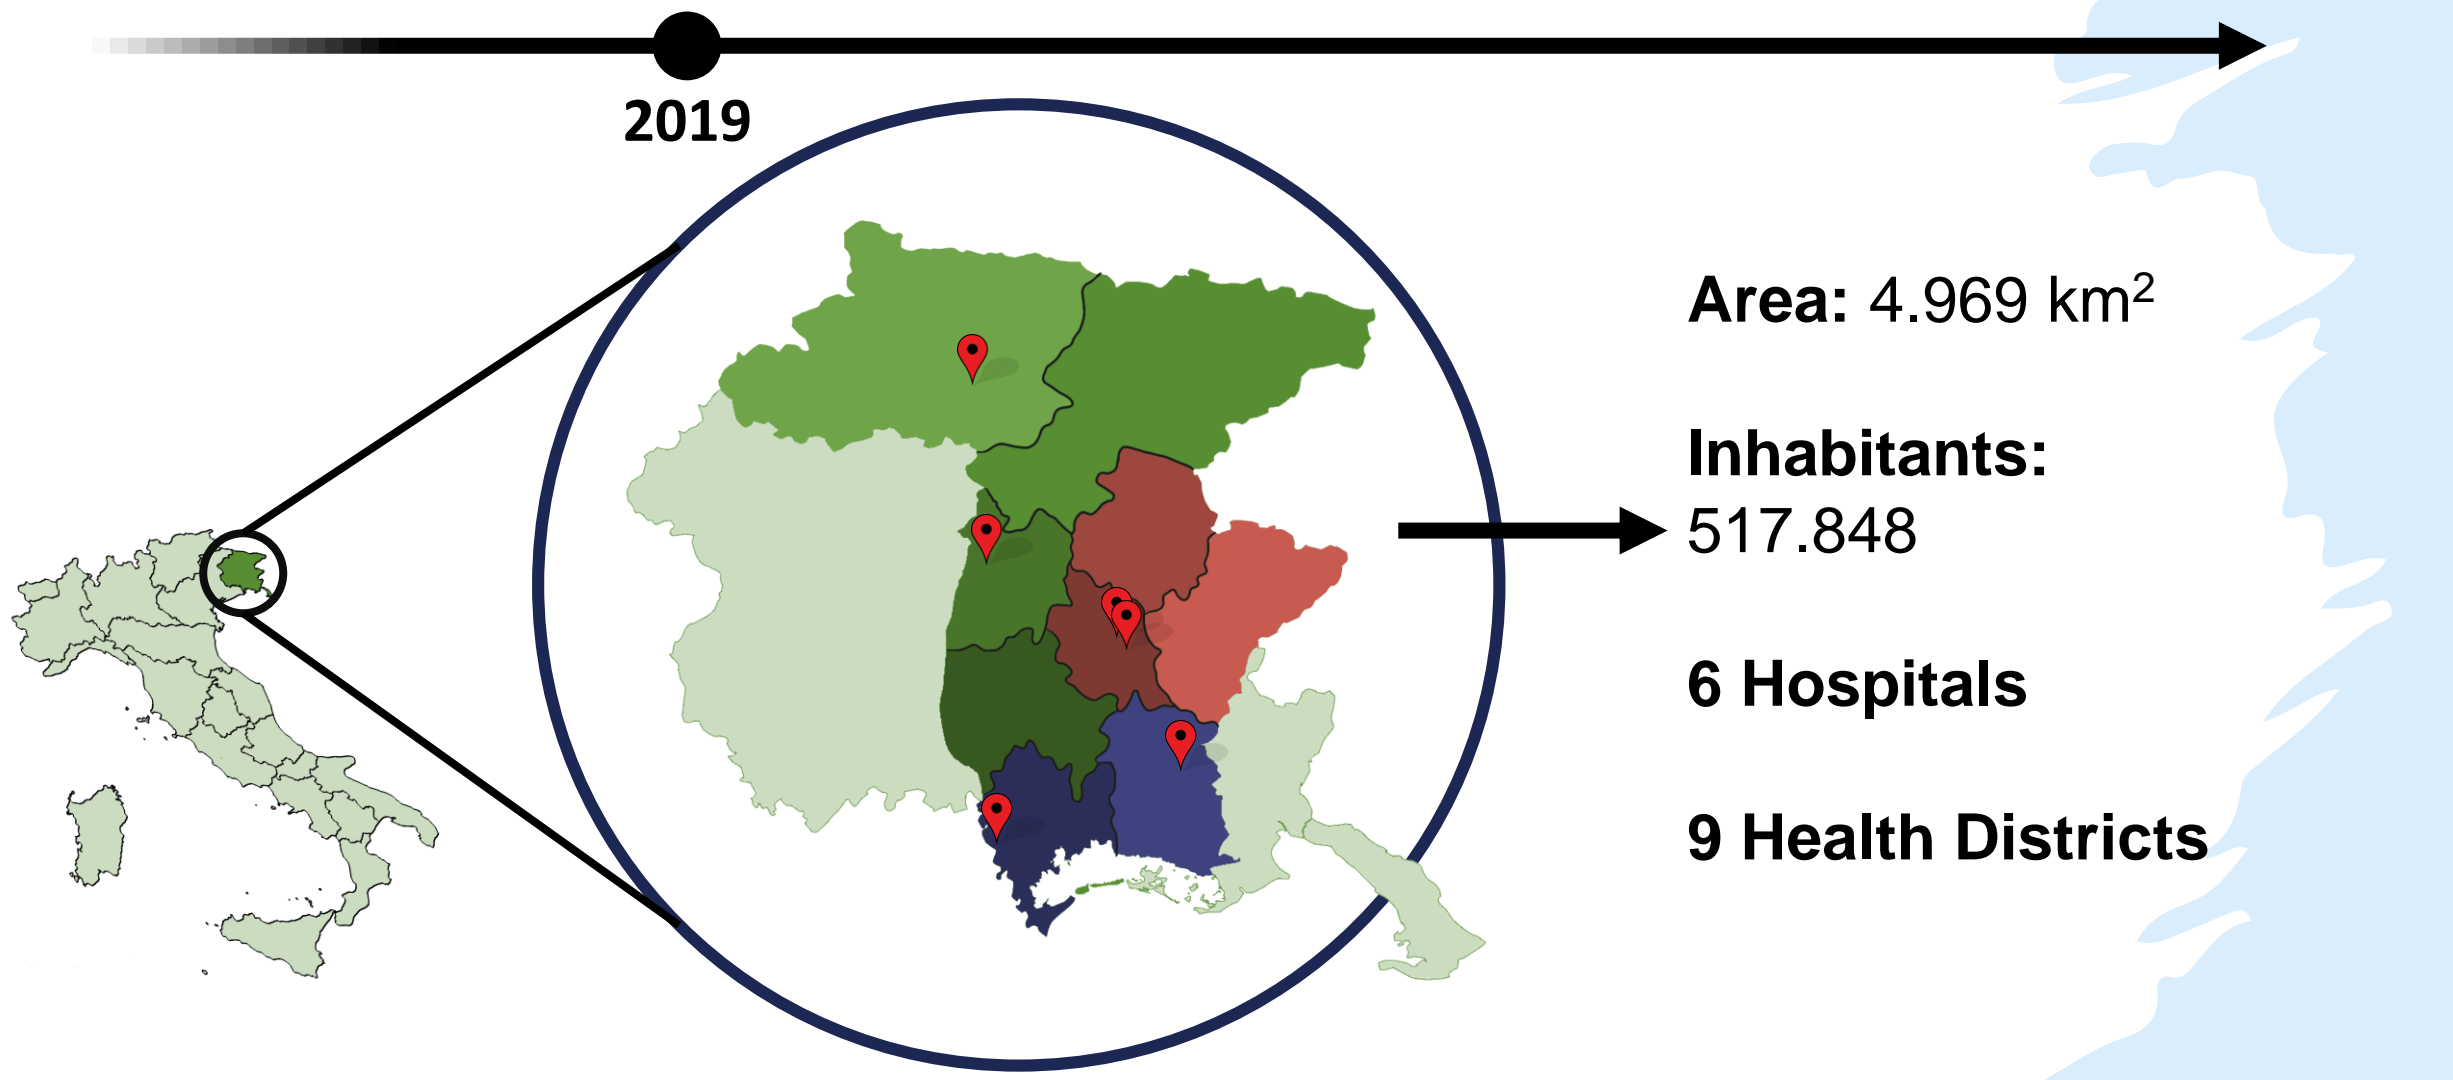 2019
Area: 4.969 km²
Inhabitants:
517.848
6 Hospitals
9 Health Districts